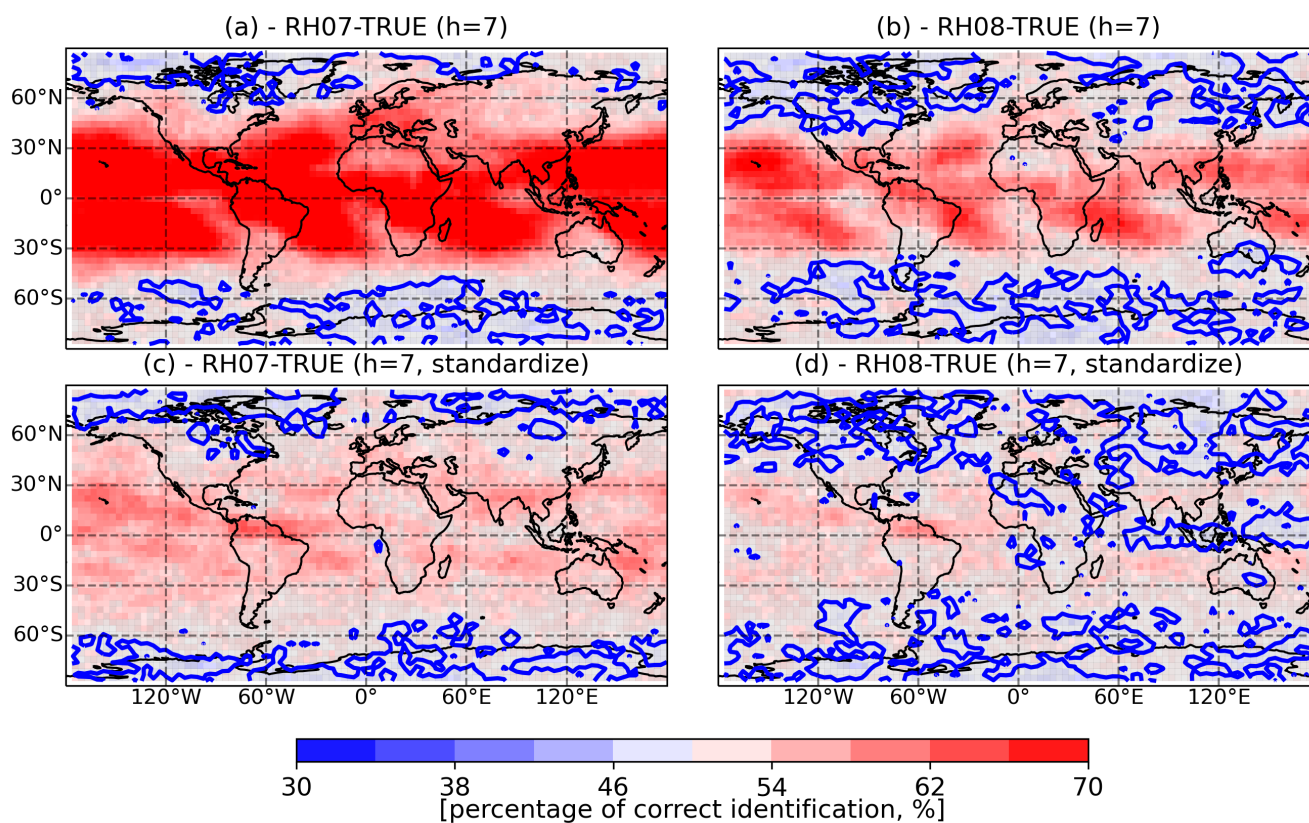 (a) - RH07-TRUE (h=7)
(b) - RH08-TRUE (h=7)
60°N
30°N
0°
30°S
60°S
(c) - RH07-TRUE (h=7, standardize)
(d) - RH08-TRUE (h=7, standardize)
60°N
30°N
0°
30°S
60°S
120°W 60°W 0° 60°E 120°E
120°W 60°W 0° 60°E 120°E
30 38 46 54 62 70
[percentage of correct identification, %]